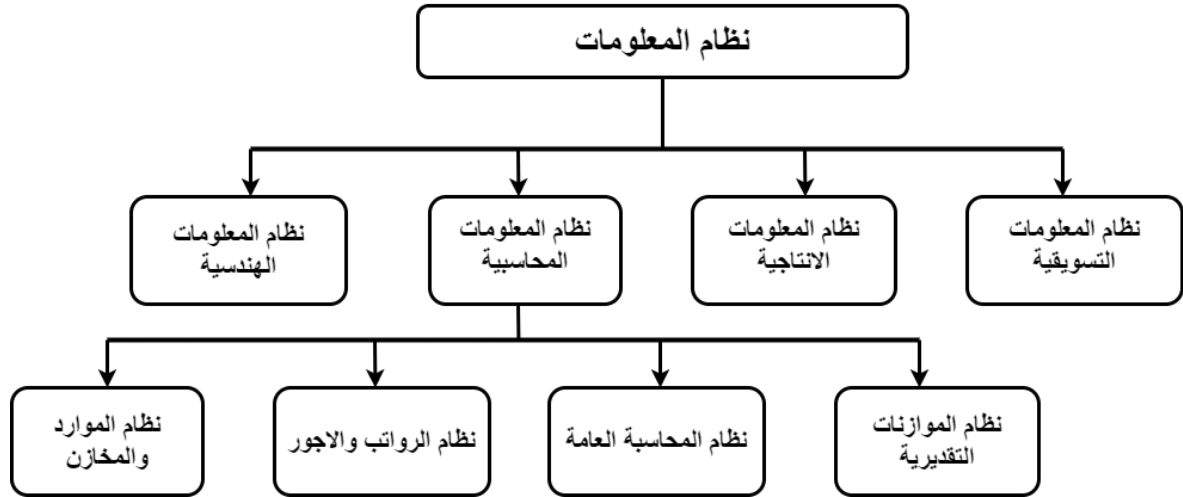 نظام المعلومات
نظام المعلومات
التسويقية
نظام المعلومات
الانتاجية
نظام المعلومات
المحاسبية
نظام المعلومات
الهندسية
نظام الموازنات
التقديرية
نظام المحاسبة العامة
نظام الرواتب والاجور
نظام الموارد
والمخازن